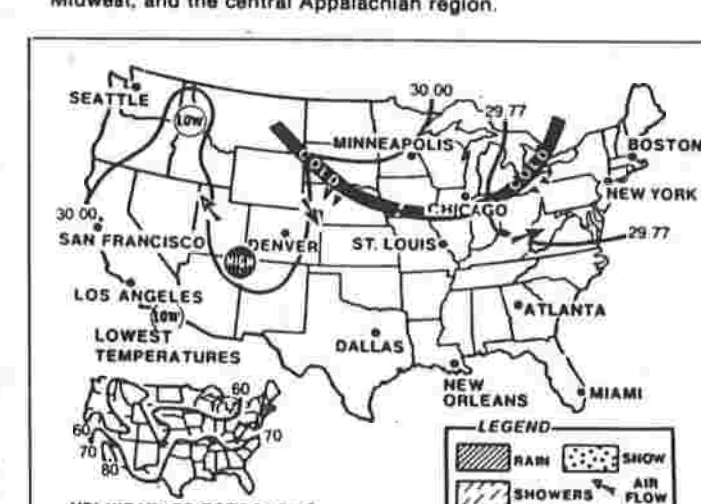 Midwest, and the central Appalachian region.
SEATTLE
LOW
30.00
29.77
MINNEAPOLIS
COLD
COLD
BOSTON
CHICAGO
NEW YORK
30.00
SAN FRANCISCO
DENVER
ST. LOUIS
29.77
HIGH
LOS ANGELES
LOW
ATLANTA
LOWEST
TEMPERATURES
DALLAS
NEW
ORLEANS
MIAMI
60
60
70
70
80
LEGEND
RAIN
SNOW
SHOWERS
AIR
FLOW